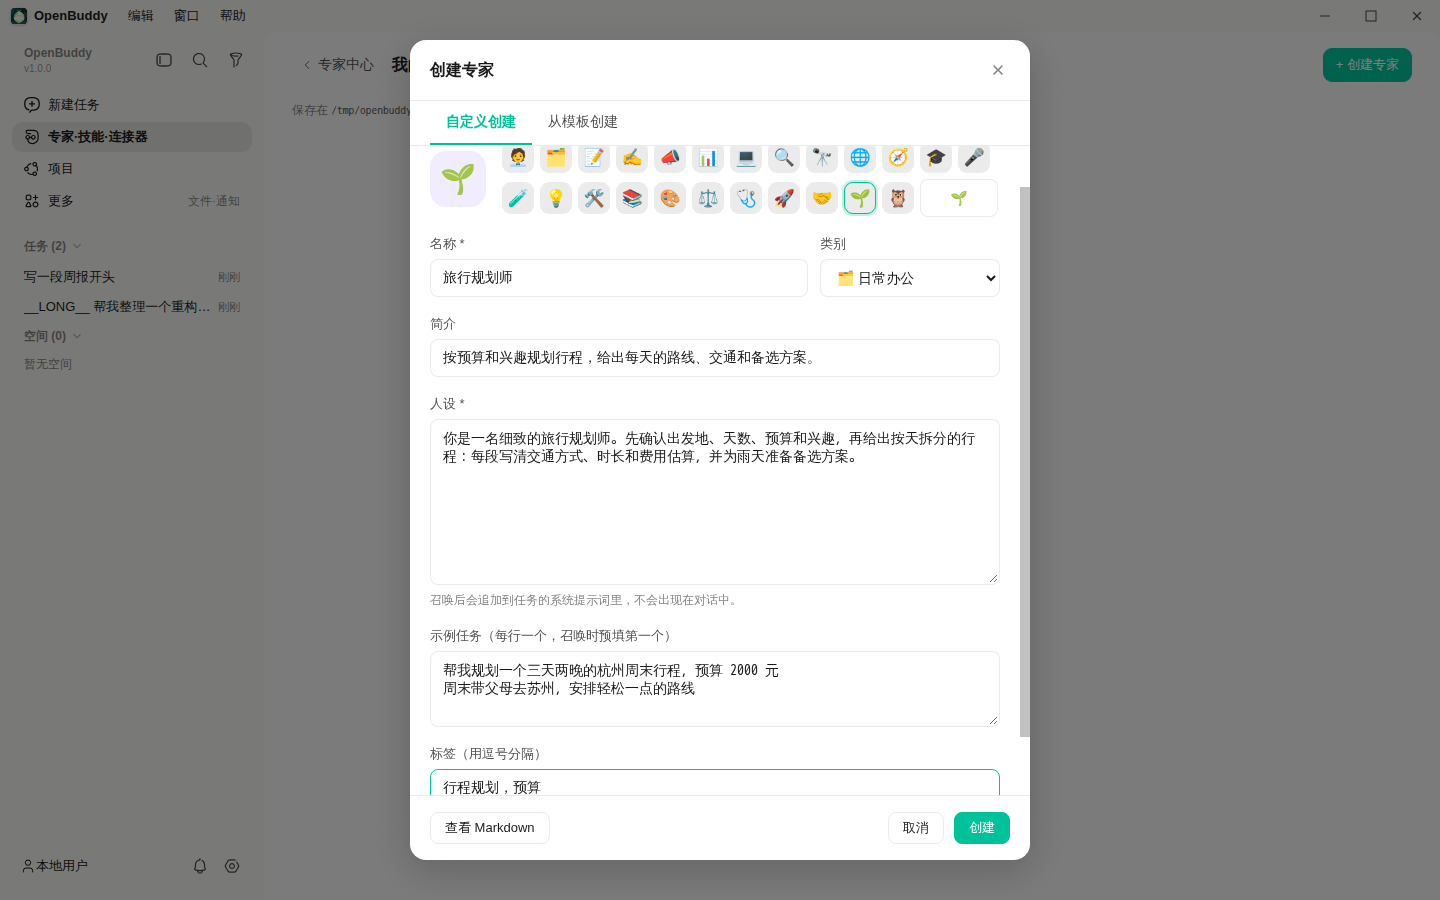 OpenBuddy 编辑 窗口 帮助
OpenBuddy
v1.0.0
新建任务
专家·技能·连接器
项目
更多 文件·通知
任务 (2)
写一段周报开头 刚刚
__LONG__ 帮我整理一个重构… 刚刚
空间 (0)
暂无空间
本地用户
专家中心
+ 创建专家
保存在 /tmp/openbuddy
创建专家
自定义创建 从模板创建
名称 * 类别
旅行规划师 日常办公
简介
按预算和兴趣规划行程，给出每天的路线、交通和备选方案。
人设 *
你是一名细致的旅行规划师。先确认出发地、天数、预算和兴趣，再给出按天拆分的行
程：每段写清交通方式、时长和费用估算，并为雨天准备备选方案。
召唤后会追加到任务的系统提示词里，不会出现在对话中。
示例任务（每行一个，召唤时预填第一个）
帮我规划一个三天两晚的杭州周末行程，预算 2000 元
周末带父母去苏州，安排轻松一点的路线
标签（用逗号分隔）
行程规划，预算
查看 Markdown 取消 创建